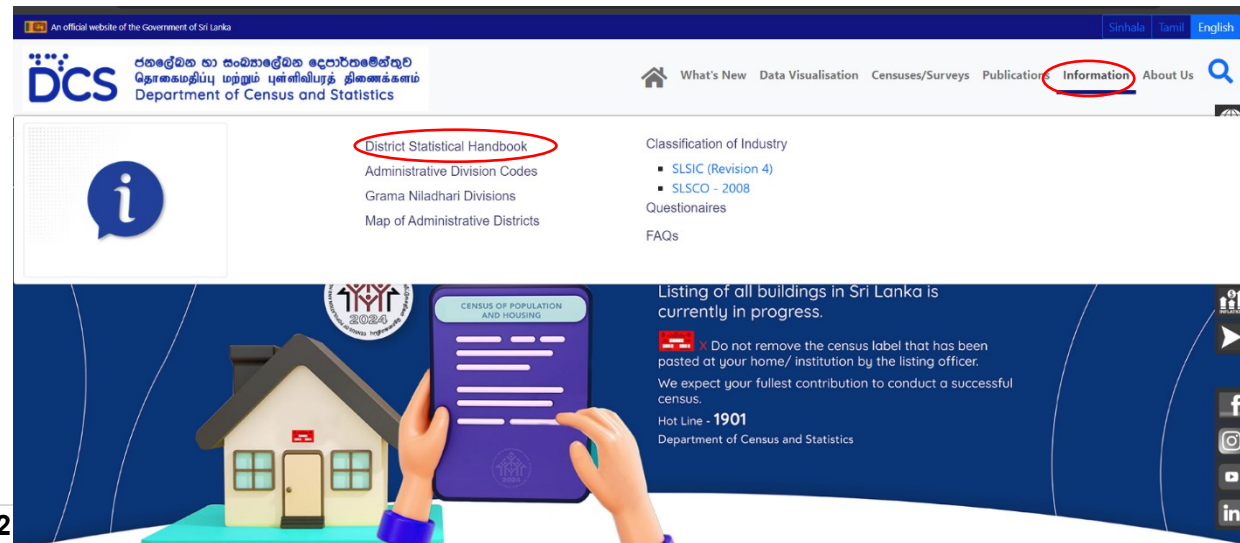 An official website of the Government of Sri Lanka
Sinhala Tamil English
DCS
ජනලේඛන හා සංඛ්‍යාලේඛන දෙපාර්තමේන්තුව
தொகைமதிப்பு மற்றும் புள்ளிவிபரத் திணைக்களம்
Department of Census and Statistics
What's New Data Visualisation Censuses/Surveys Publications Information About Us
District Statistical Handbook
Administrative Division Codes
Grama Niladhari Divisions
Map of Administrative Districts
Classification of Industry
SLSIC (Revision 4)
SLSCO - 2008
Questionaires
FAQs
2024
CENSUS OF POPULATION
AND HOUSING
2024
Listing of all buildings in Sri Lanka is
currently in progress.
X Do not remove the census label that has been
pasted at your home/ institution by the listing officer.
We expect your fullest contribution to conduct a successful
census.
Hot Line - 1901
Department of Census and Statistics
2